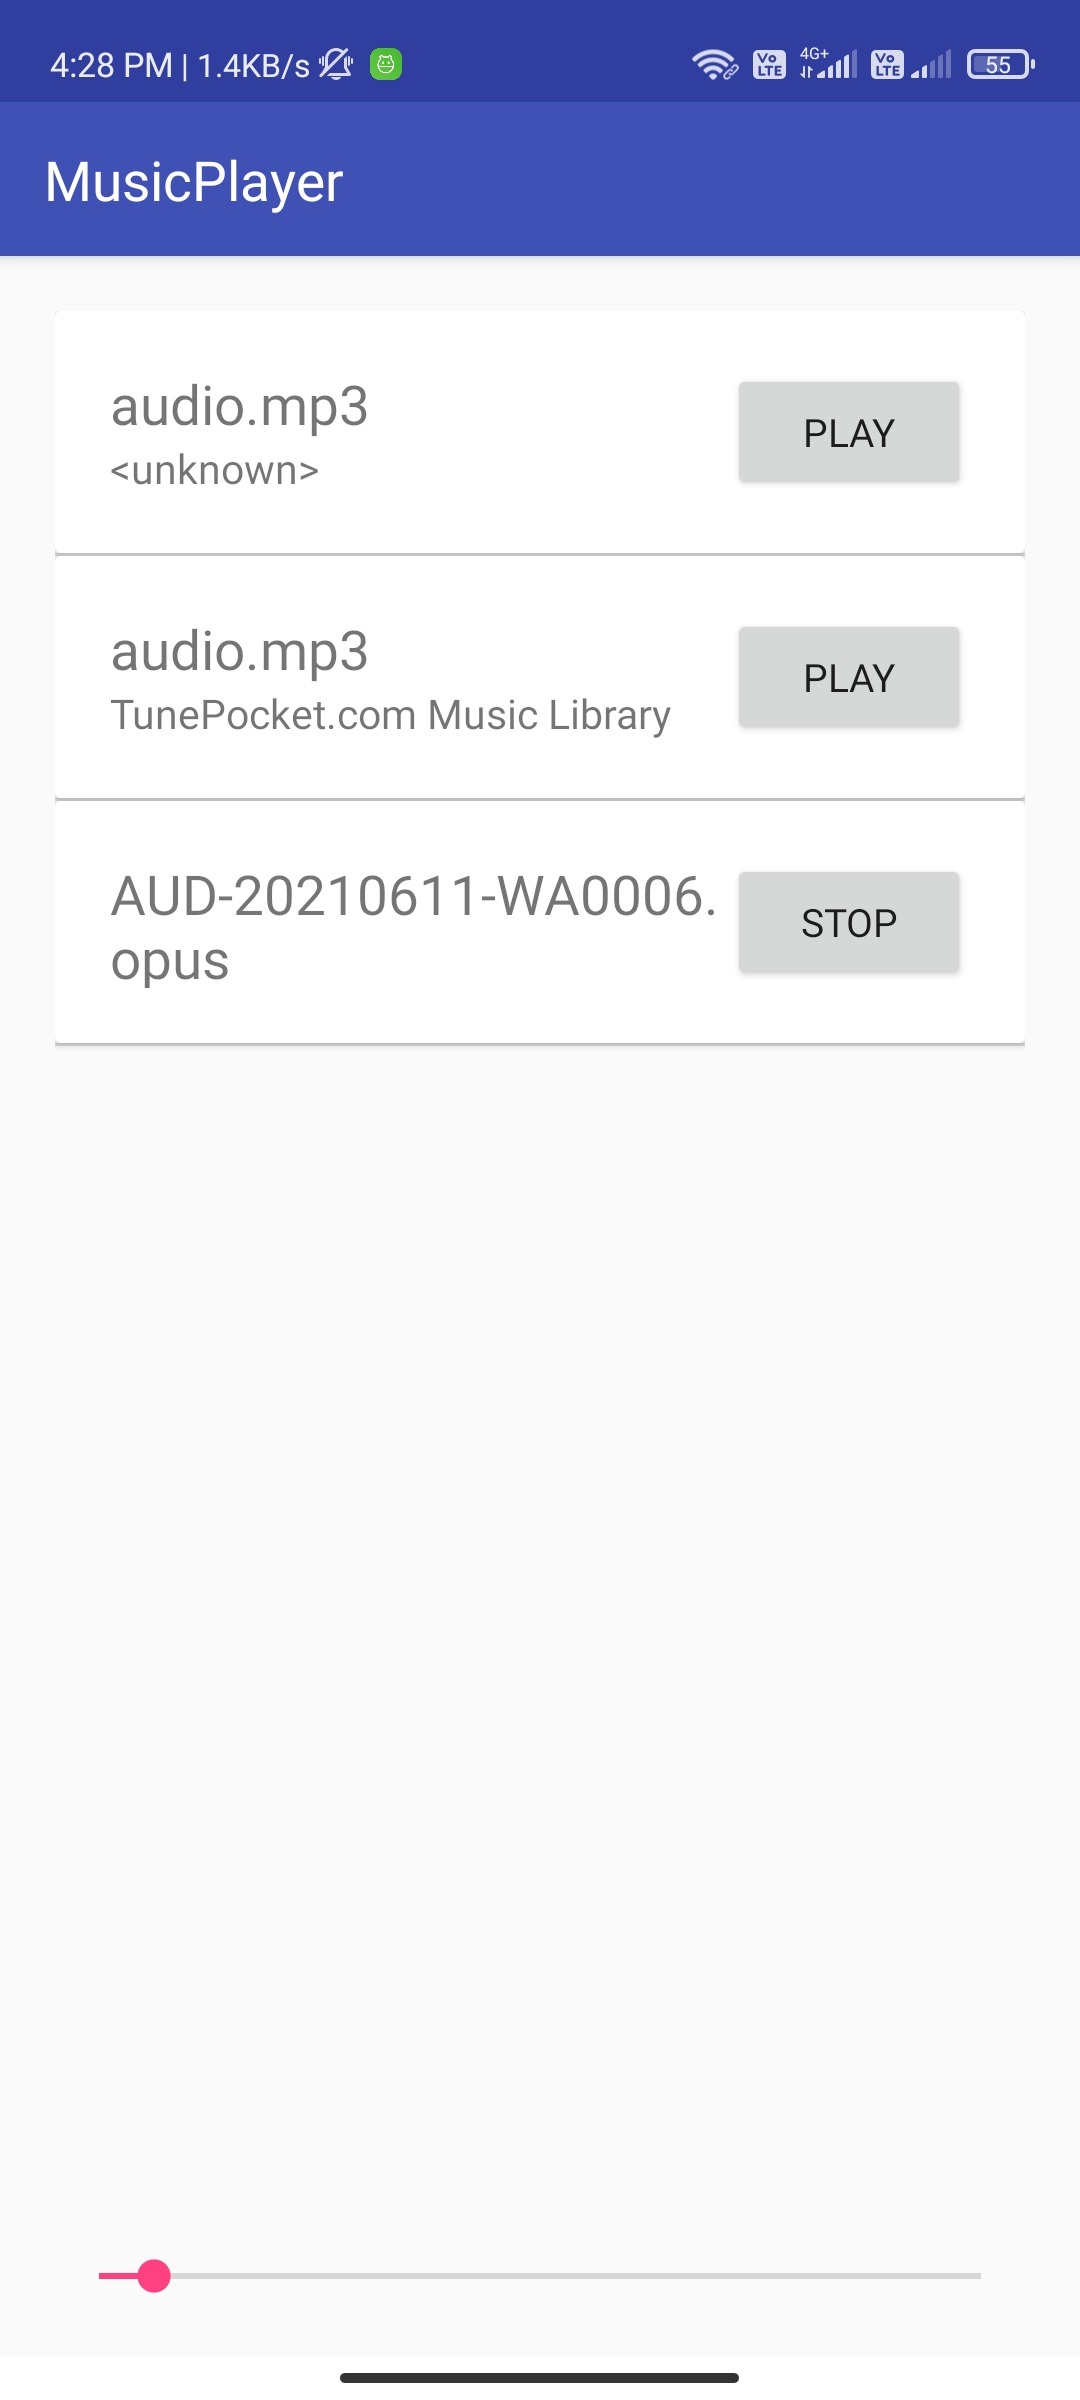 4:28 PM | 1.4KB/s Vo LTE 4G+ Vo LTE 55
MusicPlayer
audio.mp3
<unknown>
PLAY
audio.mp3
TunePocket.com Music Library
PLAY
AUD-20210611-WA0006.
opus
STOP